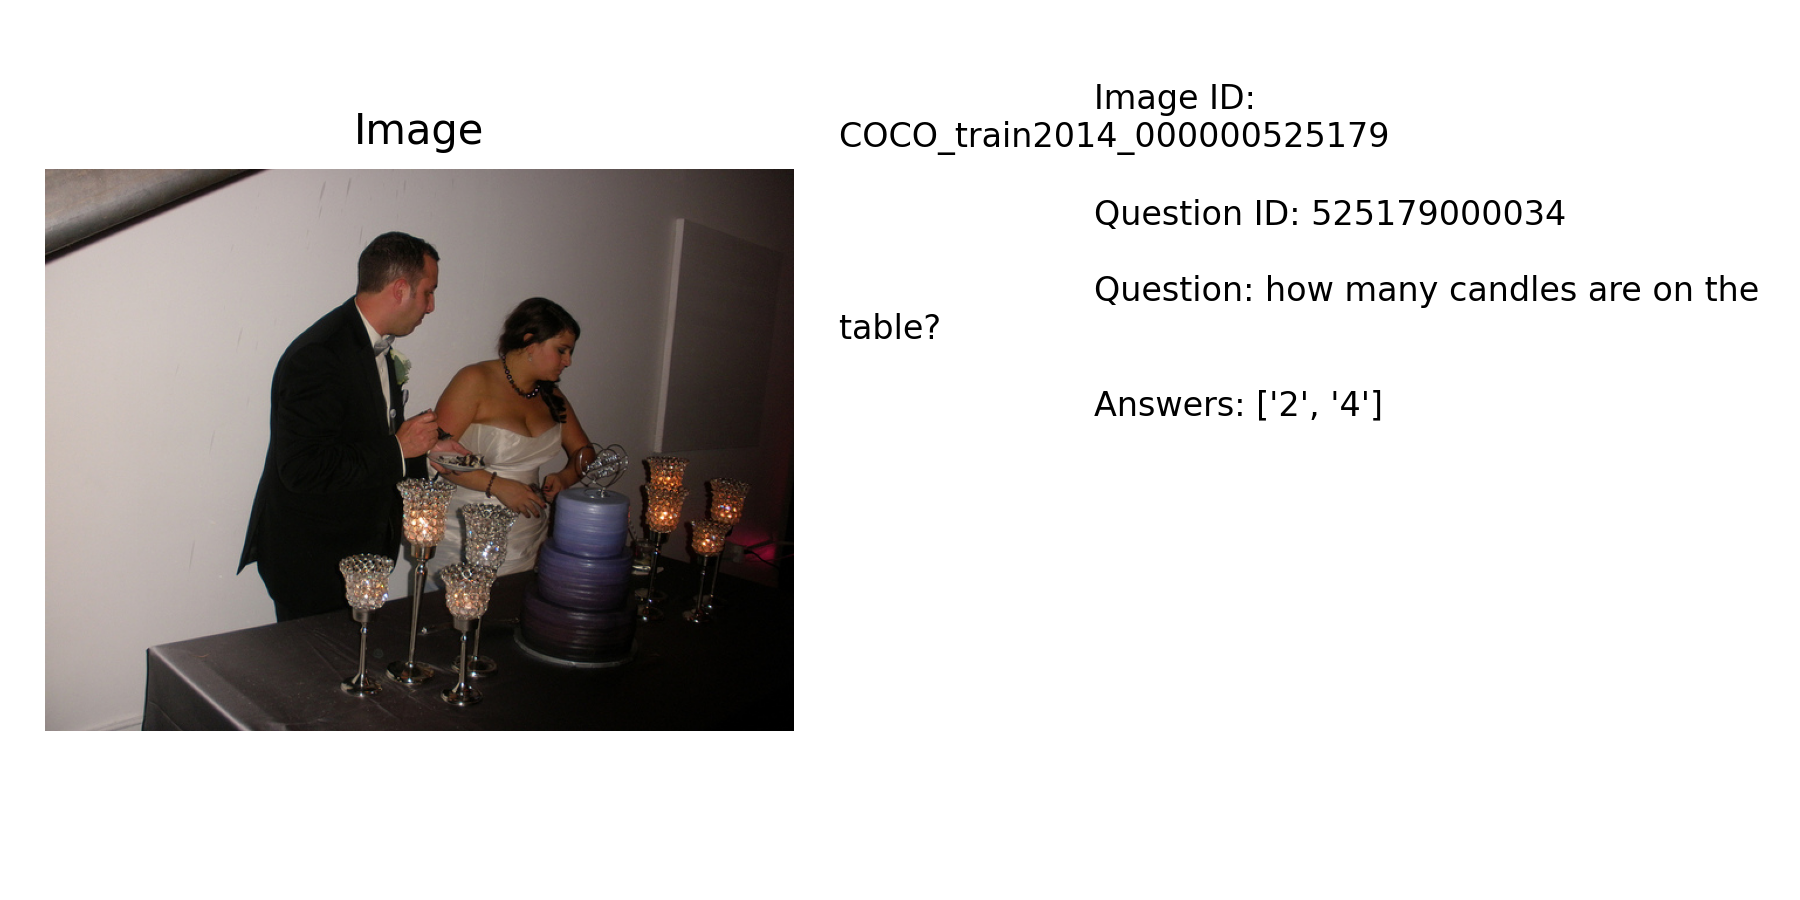 Image
Image ID:
COCO_train2014_000000525179
Question ID: 525179000034
Question: how many candles are on the
table?
Answers: ['2', '4']